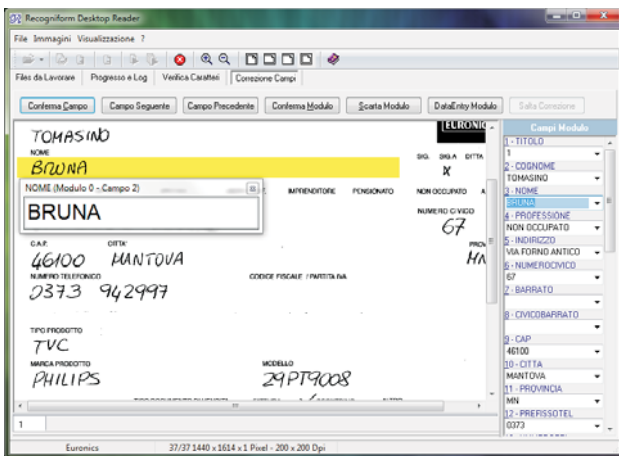 Recogniform Desktop Reader
File Immagini Visualizzazione ?
Files da Lavorare Progresso e Log Verifica Caratteri Correzione Campi
Conferma Campo Campo Seguente Campo Precedente Conferma Modulo Scarta Modulo DataEntry Modulo Salta Correzione
TOMASINO
EURONIC
NOME
SIG. SIG.A DITTA
BRUNA
X
NOME (Modulo 0 - Campo 2)
BRUNA
IMPRENDITORE PENSIONATO NON OCCUPATO A
NUMERO CIVICO
67
C.A.P. CITTA' PROV
46100 MANTOVA MN
NUMERO TELEFONICO CODICE FISCALE / PARTITA IVA
0373 942997
TIPO PRODOTTO
TVC
MARCA PRODOTTO MODELLO
PHILIPS 29PT9008
1
Campi Modulo
1 - TITOLO
1
2 - COGNOME
TOMASINO
3 - NOME
BRUNA
4 - PROFESSIONE
NON OCCUPATO
5 - INDIRIZZO
VIA FORNO ANTICO
6 - NUMEROCIVICO
67
7 - BARRATO
8 - CIVICOBARRATO
9 - CAP
46100
10 - CITTA
MANTOVA
11 - PROVINCIA
MN
12 - PREFISSOTEL
0373
Euronics 37/37 1440 x 1614 x 1 Pixel - 200 x 200 Dpi